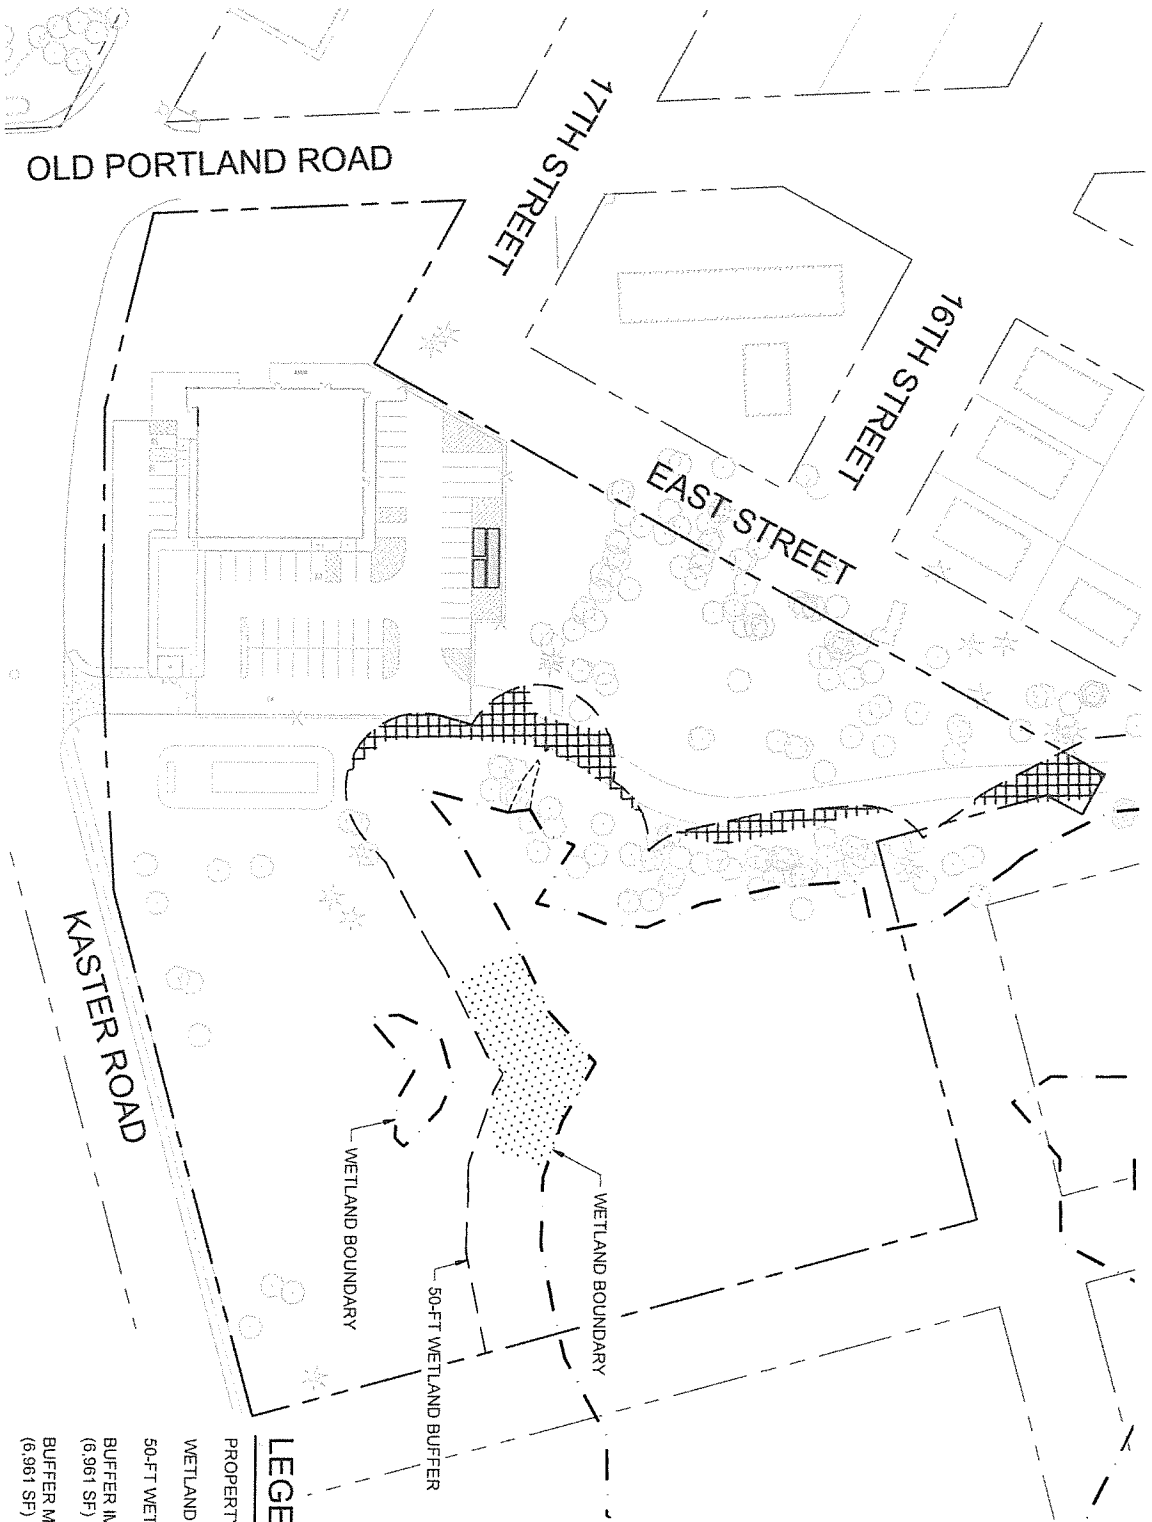 OLD PORTLAND ROAD
17TH STREET
16TH STREET
EAST STREET
KASTER ROAD
WETLAND BOUNDARY
WETLAND BOUNDARY
50-FT WETLAND BUFFER
LEGE
PROPERT
WETLAND
50-FT WET
BUFFER IM
(6,961 SF)
BUFFER M
(6,961 SF)